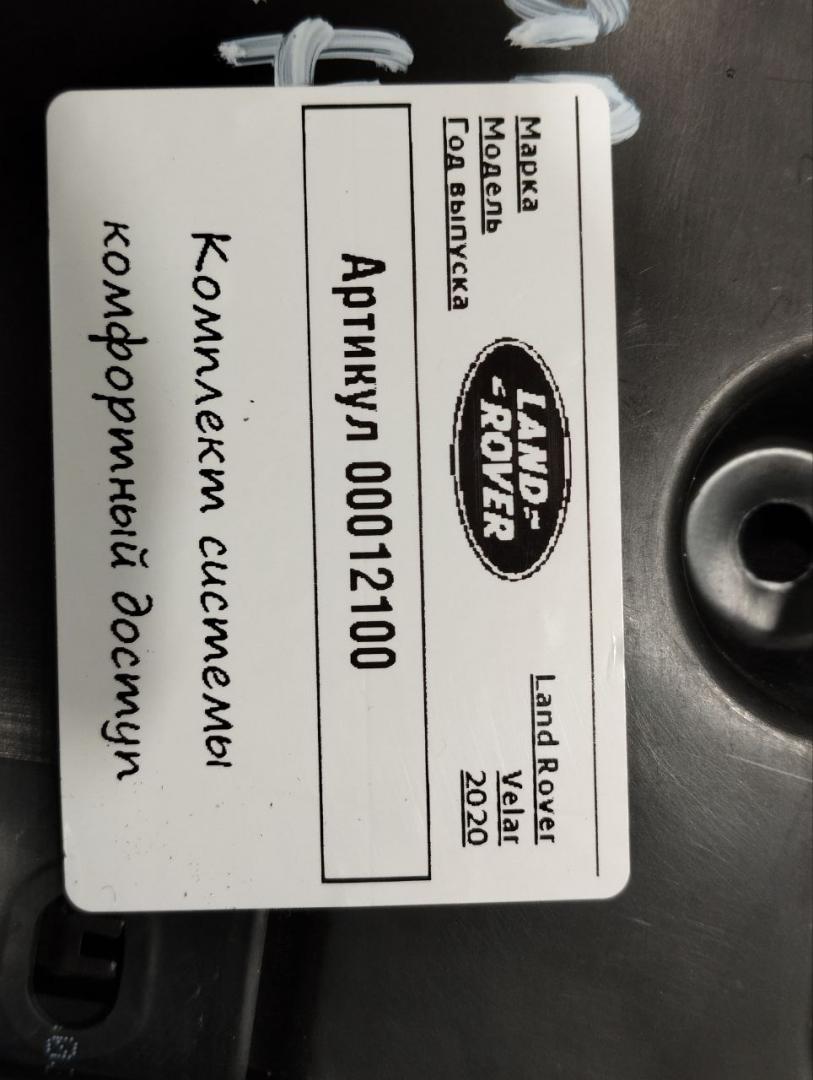 Марка Land Rover
Модель Velar
Год выпуска 2020
LAND-
-ROVER
Артикул 00012100
Комплект системы
комфортный доступ